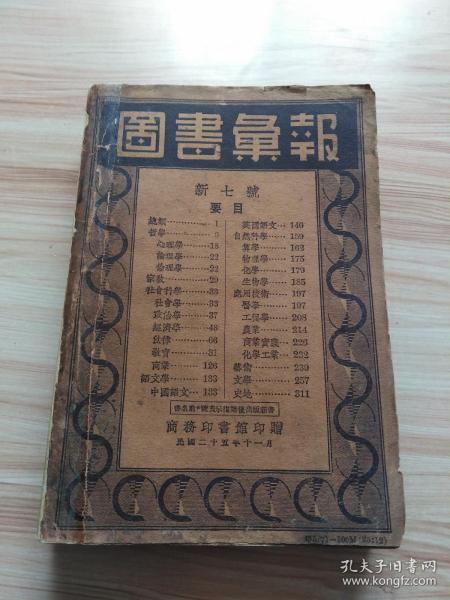 圖書彙報
新七號
要目
總類 1
哲學 9
心理學 18
論理學 22
倫理學 22
宗教 29
社會科學 33
社會學 33
政治學 37
經濟學 48
法律 66
教育 81
商業 126
語文學 133
中國語文 133
英國語文 140
自然科學 159
算學 162
物理學 175
化學 179
生物學 185
應用技術 197
醫學 197
工程學 208
農業 214
商業實踐 226
化學工業 232
藝術 239
文學 257
史地 311
商務印書館印贈
民國二十五年十一月
孔夫子旧书网
www.kongfz.com